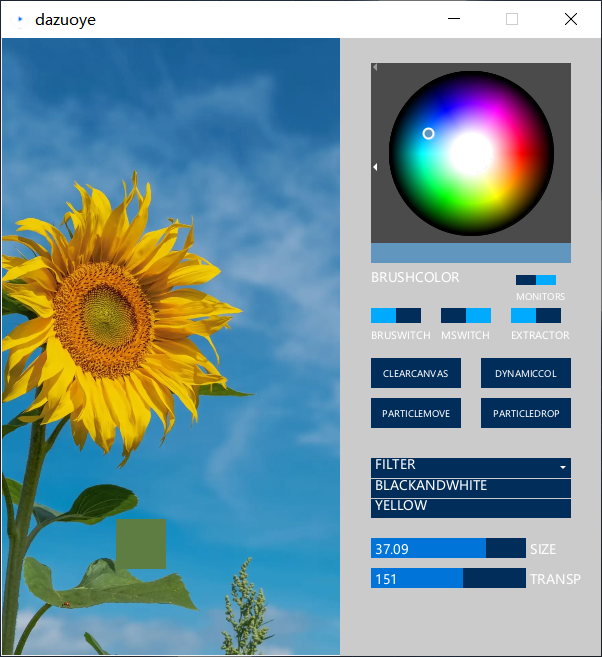 dazuoye
BRUSHCOLOR
MONITORS
BRUSWITCH MSWITCH EXTRACTOR
CLEARCANVAS DYNAMICCOL
PARTICLEMOVE PARTICLEDROP
FILTER
BLACKANDWHITE
YELLOW
37.09 SIZE
151 TRANSP